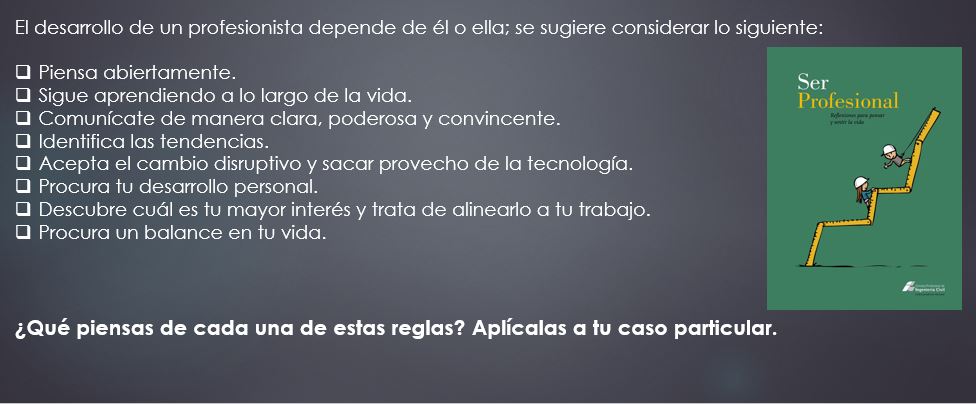 El desarrollo de un profesionista depende de él o ella; se sugiere considerar lo siguiente:
❑ Piensa abiertamente.
❑ Sigue aprendiendo a lo largo de la vida.
❑ Comunícate de manera clara, poderosa y convincente.
❑ Identifica las tendencias.
❑ Acepta el cambio disruptivo y sacar provecho de la tecnología.
❑ Procura tu desarrollo personal.
❑ Descubre cuál es tu mayor interés y trata de alinearlo a tu trabajo.
❑ Procura un balance en tu vida.
¿Qué piensas de cada una de estas reglas? Aplícalas a tu caso particular.
Ser
Profesional
Reflexiones para pensar
y sentir la vida
Ingeniería Civil